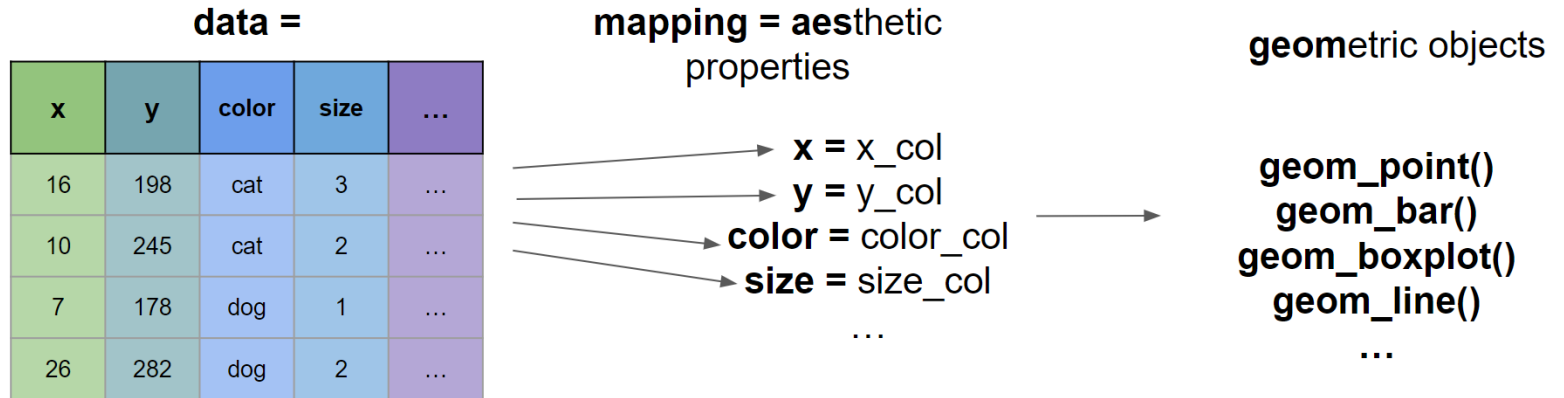 data =
x y color size …
16 198 cat 3 …
10 245 cat 2 …
7 178 dog 1 …
26 282 dog 2 …
mapping = aesthetic
properties
x = x_col
y = y_col
color = color_col
size = size_col
…
geometric objects
geom_point()
geom_bar()
geom_boxplot()
geom_line()
…